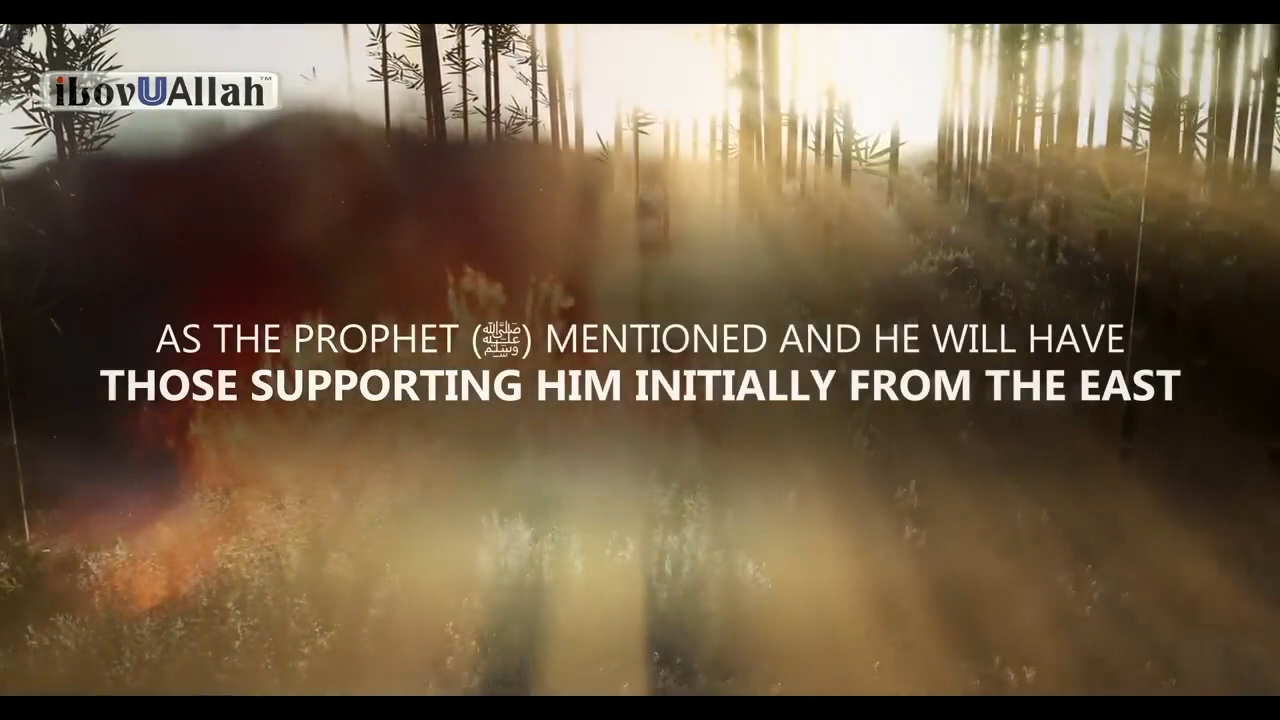 iLovUAllah™
AS THE PROPHET (ﷺ) MENTIONED AND HE WILL HAVE
THOSE SUPPORTING HIM INITIALLY FROM THE EAST